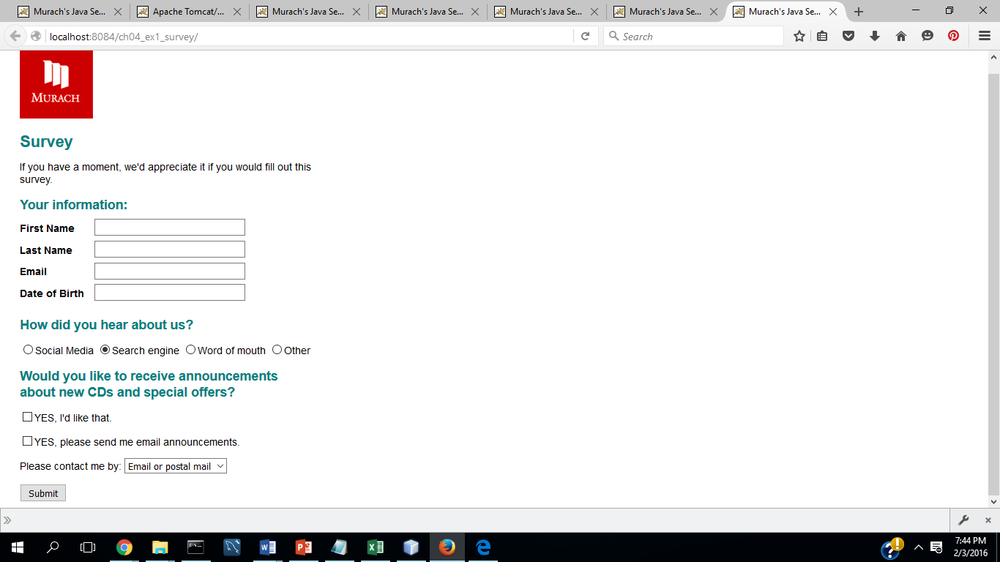 Murach's Java Se...
Apache Tomcat/...
Murach's Java Se...
Murach's Java Se...
Murach's Java Se...
Murach's Java Se...
Murach's Java Se...
localhost:8084/ch04_ex1_survey/
Search
MURACH
Survey
If you have a moment, we'd appreciate it if you would fill out this
survey.
Your information:
First Name
Last Name
Email
Date of Birth
How did you hear about us?
Social Media Search engine Word of mouth Other
Would you like to receive announcements
about new CDs and special offers?
YES, I'd like that.
YES, please send me email announcements.
Please contact me by: Email or postal mail
Submit
7:44 PM
2/3/2016